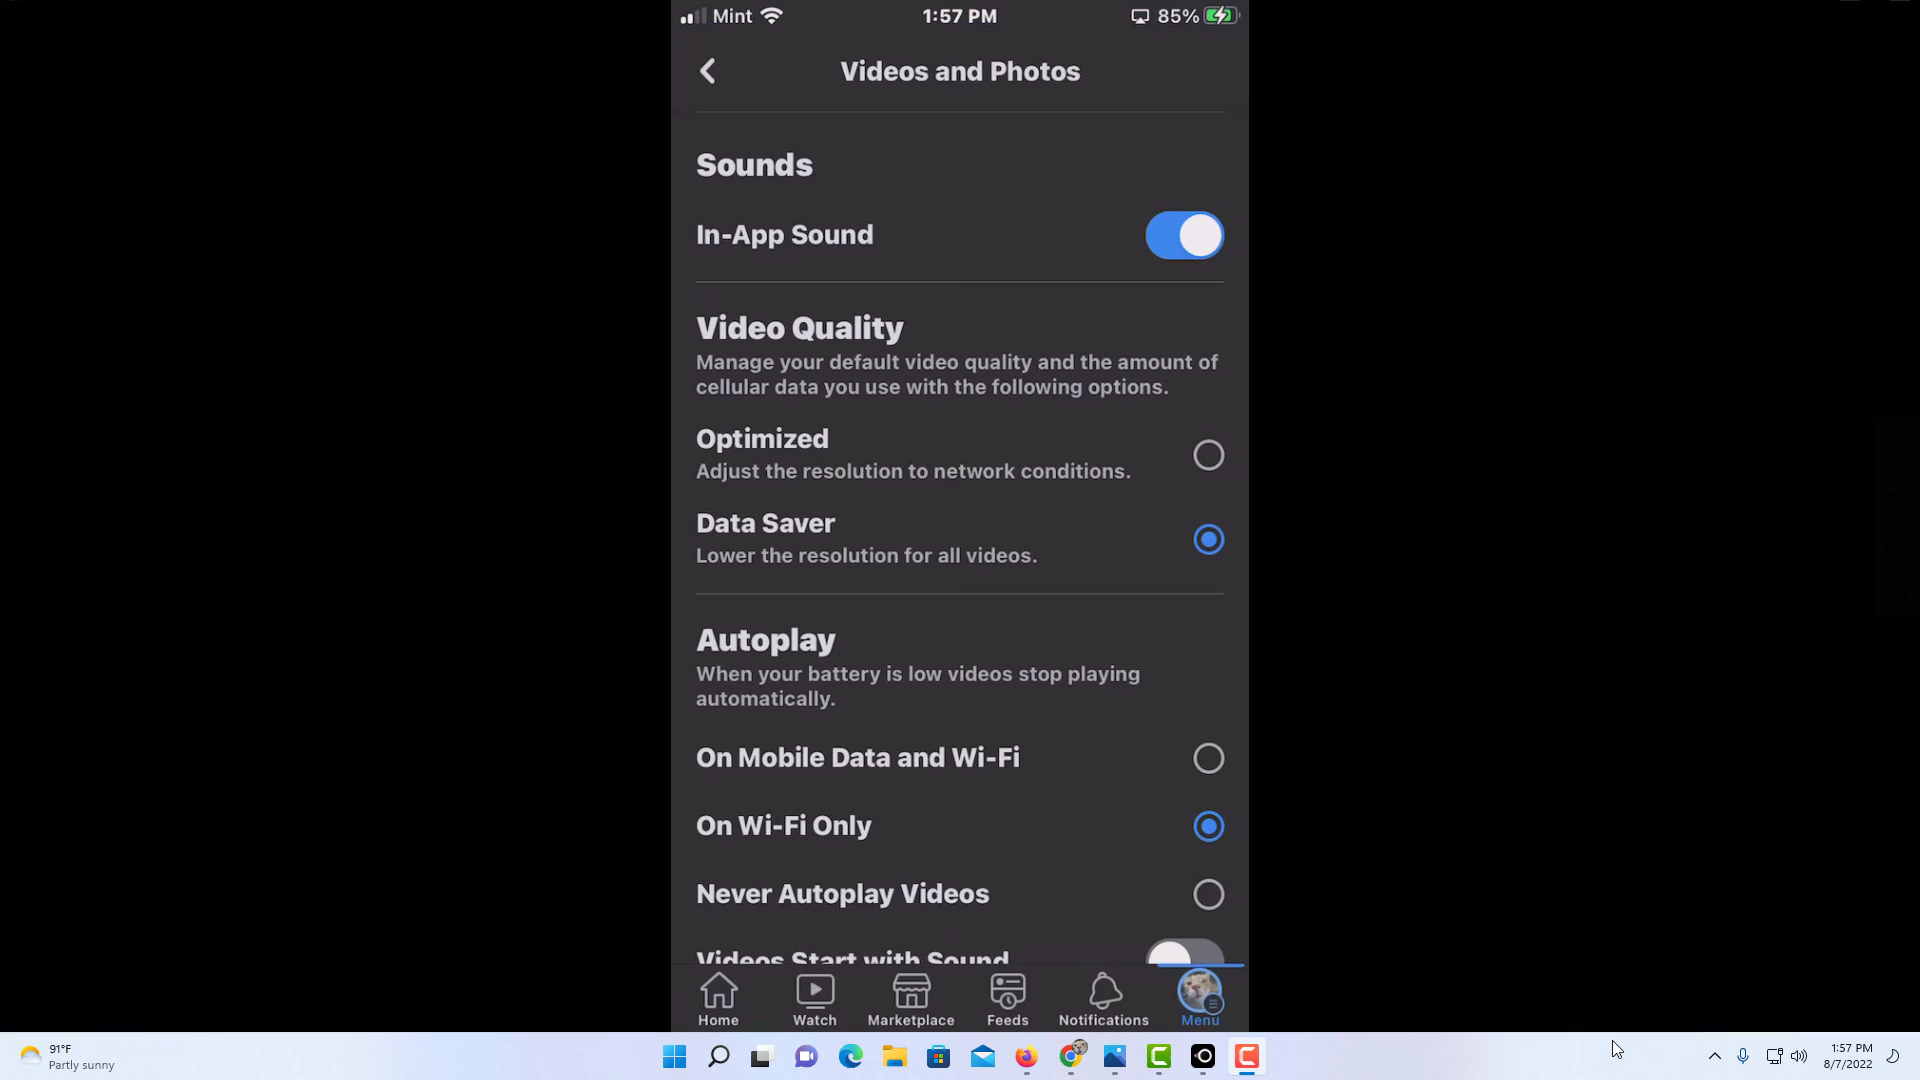 Mint 1:57 PM 85%
Videos and Photos
Sounds
In-App Sound
Video Quality
Manage your default video quality and the amount of
cellular data you use with the following options.
Optimized
Adjust the resolution to network conditions.
Data Saver
Lower the resolution for all videos.
Autoplay
When your battery is low videos stop playing
automatically.
On Mobile Data and Wi-Fi
On Wi-Fi Only
Never Autoplay Videos
Videos Start with Sound
Home Watch Marketplace Feeds Notifications Menu
91°F
Partly sunny
1:57 PM
8/7/2022